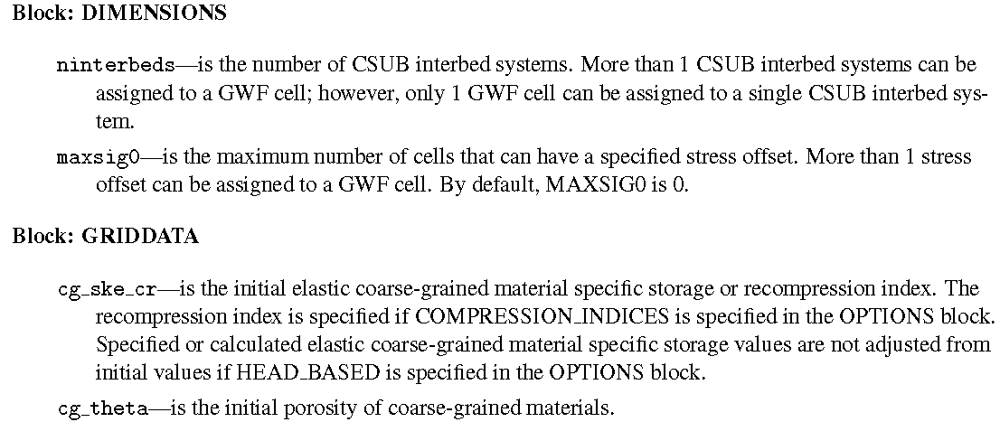 Block: DIMENSIONS
ninterbeds—is the number of CSUB interbed systems. More than 1 CSUB interbed systems can be
assigned to a GWF cell; however, only 1 GWF cell can be assigned to a single CSUB interbed sys-
tem.
maxsig0—is the maximum number of cells that can have a specified stress offset. More than 1 stress
offset can be assigned to a GWF cell. By default, MAXSIG0 is 0.
Block: GRIDDATA
cg_ske_cr—is the initial elastic coarse-grained material specific storage or recompression index. The
recompression index is specified if COMPRESSION_INDICES is specified in the OPTIONS block.
Specified or calculated elastic coarse-grained material specific storage values are not adjusted from
initial values if HEAD_BASED is specified in the OPTIONS block.
cg_theta—is the initial porosity of coarse-grained materials.